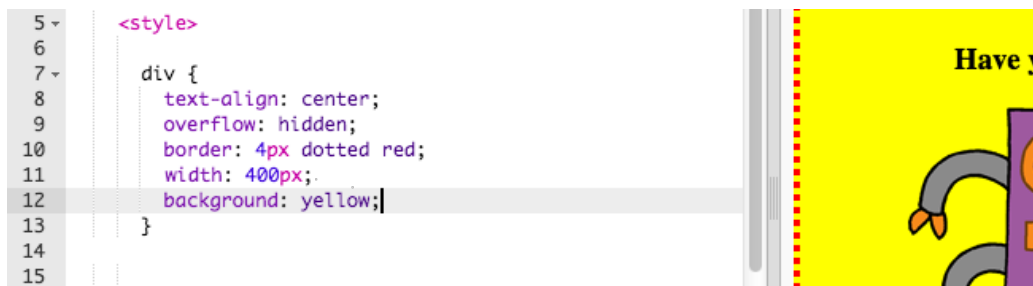 5 <style>
6
7 div {
8 text-align: center;
9 overflow: hidden;
10 border: 4px dotted red;
11 width: 400px;
12 background: yellow;
13 }
14
15
Have y